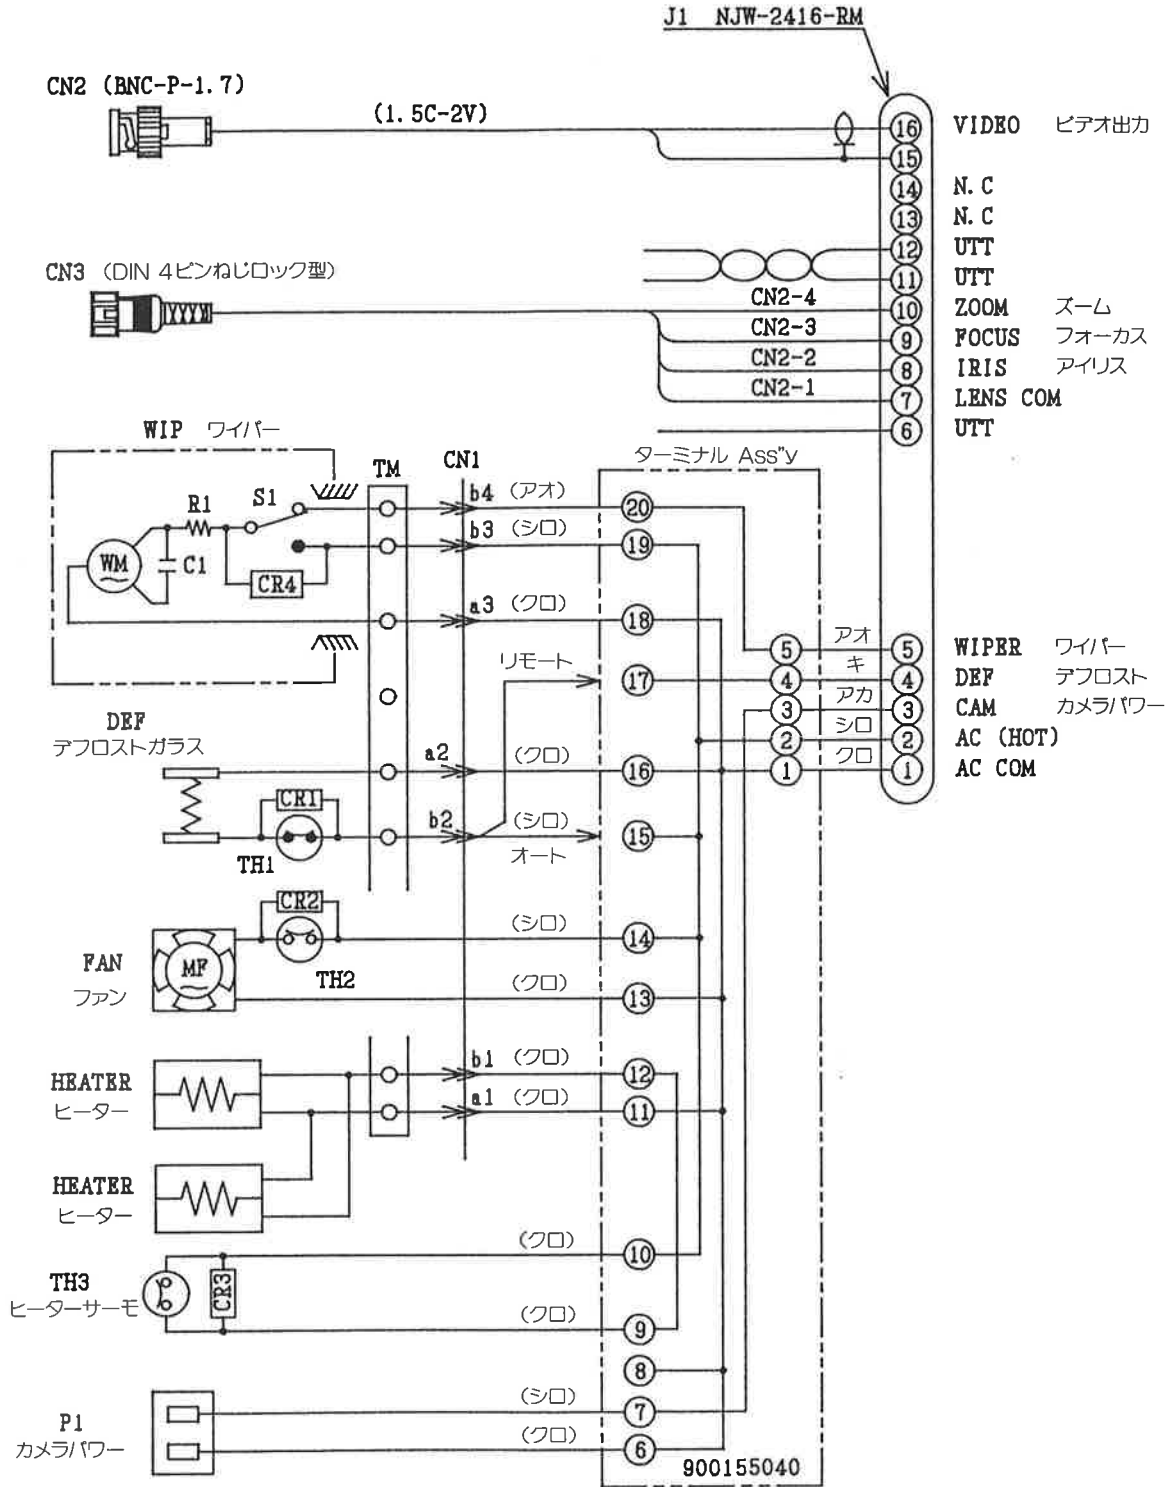 J1 NJW-2416-RM
CN2 (BNC-P-1.7)
(1.5C-2V)
16 VIDEO ビデオ出力
15
14 N.C
13 N.C
12 UTT
CN3 (DIN 4ピンねじロック型)
11 UTT
CN2-4 10 ZOOM ズーム
CN2-3 9 FOCUS フォーカス
CN2-2 8 IRIS アイリス
CN2-1 7 LENS COM
6 UTT
WIP ワイパー
ターミナル Ass"y
TM CN1
R1 S1 b4 (アオ) 20
b3 (シロ) 19
WM C1 CR4
a3 (クロ) 18
5 アオ 5 WIPER ワイパー
リモート 17 4 キ 4 DEF デフロスト
3 アカ 3 CAM カメラパワー
DEF
デフロストガラス
2 シロ 2 AC (HOT)
a2 (クロ) 16 1 クロ 1 AC COM
CR1
b2 (シロ) 15
TH1 オート
CR2
(シロ) 14
FAN MF TH2
ファン (クロ) 13
b1 (クロ) 12
HEATER a1 (クロ) 11
ヒーター
HEATER
ヒーター
(クロ) 10
TH3 CR3
ヒーターサーモ
(クロ) 9
8
(シロ) 7
P1
カメラパワー (クロ) 6
900155040